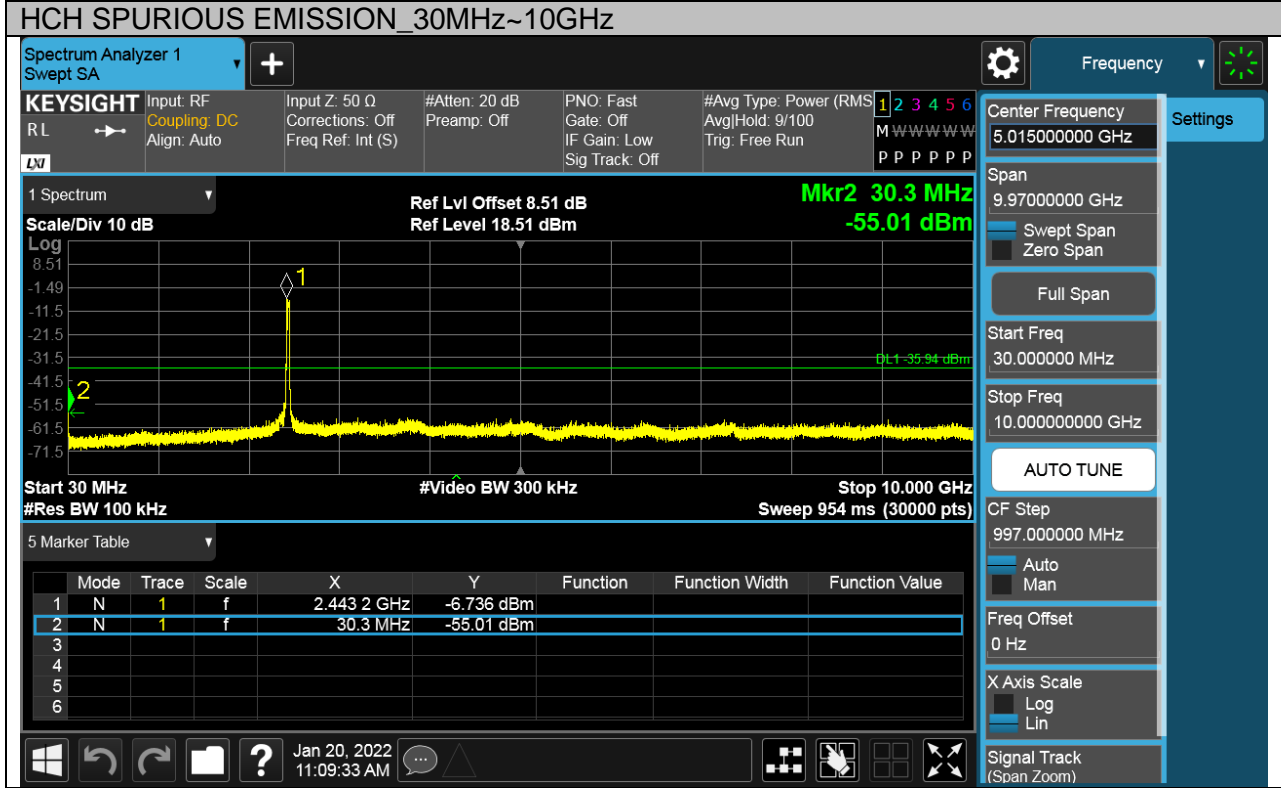 HCH SPURIOUS EMISSION_30MHz~10GHz
Spectrum Analyzer 1
Swept SA
+
Frequency
KEYSIGHT
RL
LXI
Input: RF
Coupling: DC
Align: Auto
Input Z: 50 Ω
Corrections: Off
Freq Ref: Int (S)
#Atten: 20 dB
Preamp: Off
PNO: Fast
Gate: Off
IF Gain: Low
Sig Track: Off
#Avg Type: Power (RMS
Avg|Hold: 9/100
Trig: Free Run
1 2 3 4 5 6
M W W W W W
P P P P P P
Center Frequency
5.015000000 GHz
Settings
Span
9.97000000 GHz
Swept Span
Zero Span
Full Span
Start Freq
30.000000 MHz
Stop Freq
10.000000000 GHz
AUTO TUNE
CF Step
997.000000 MHz
Auto
Man
Freq Offset
0 Hz
X Axis Scale
Log
Lin
Signal Track
(Span Zoom)
1 Spectrum
Scale/Div 10 dB
Ref Lvl Offset 8.51 dB
Ref Level 18.51 dBm
Mkr2 30.3 MHz
-55.01 dBm
Log
8.51
-1.49
-11.5
-21.5
-31.5
-41.5
-51.5
-61.5
-71.5
1
2
DL1 -35.94 dBm
Start 30 MHz
#Res BW 100 kHz
#Video BW 300 kHz
Stop 10.000 GHz
Sweep 954 ms (30000 pts)
5 Marker Table
Mode Trace Scale X Y Function Function Width Function Value
1 N 1 f 2.443 2 GHz -6.736 dBm
2 N 1 f 30.3 MHz -55.01 dBm
3
4
5
6
?
Jan 20, 2022
11:09:33 AM